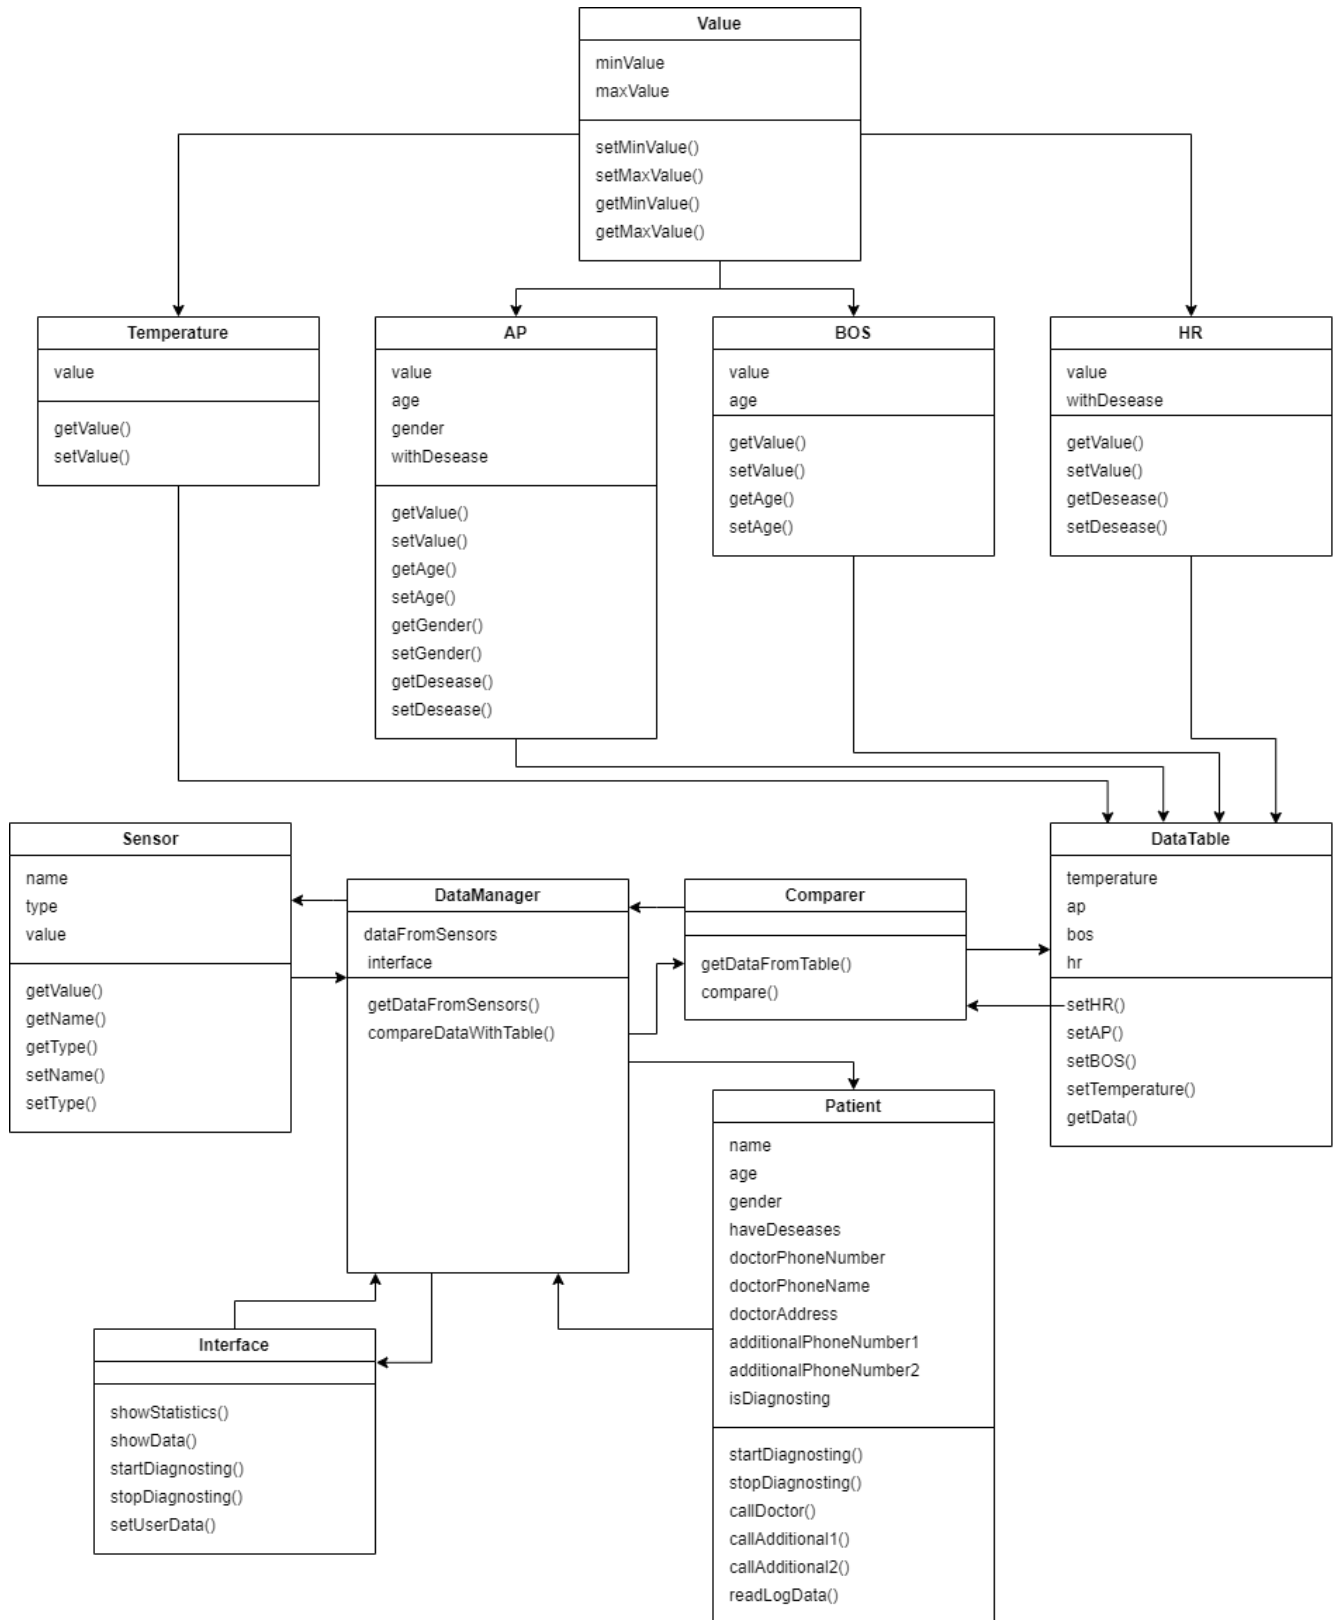 Value
minValue
maxValue
setMinValue()
setMaxValue()
getMinValue()
getMaxValue()
Temperature
value
getValue()
setValue()
AP
value
age
gender
withDesease
getValue()
setValue()
getAge()
setAge()
getGender()
setGender()
getDesease()
setDesease()
BOS
value
age
getValue()
setValue()
getAge()
setAge()
HR
value
withDesease
getValue()
setValue()
getDesease()
setDesease()
Sensor
name
type
value
getValue()
getName()
getType()
setName()
setType()
DataManager
dataFromSensors
interface
getDataFromSensors()
compareDataWithTable()
Comparer
getDataFromTable()
compare()
DataTable
temperature
ap
bos
hr
setHR()
setAP()
setBOS()
setTemperature()
getData()
Patient
name
age
gender
haveDeseases
doctorPhoneNumber
doctorPhoneName
doctorAddress
additionalPhoneNumber1
additionalPhoneNumber2
isDiagnosting
startDiagnosting()
stopDiagnosting()
callDoctor()
callAdditional1()
callAdditional2()
readLogData()
Interface
showStatistics()
showData()
startDiagnosting()
stopDiagnosting()
setUserData()